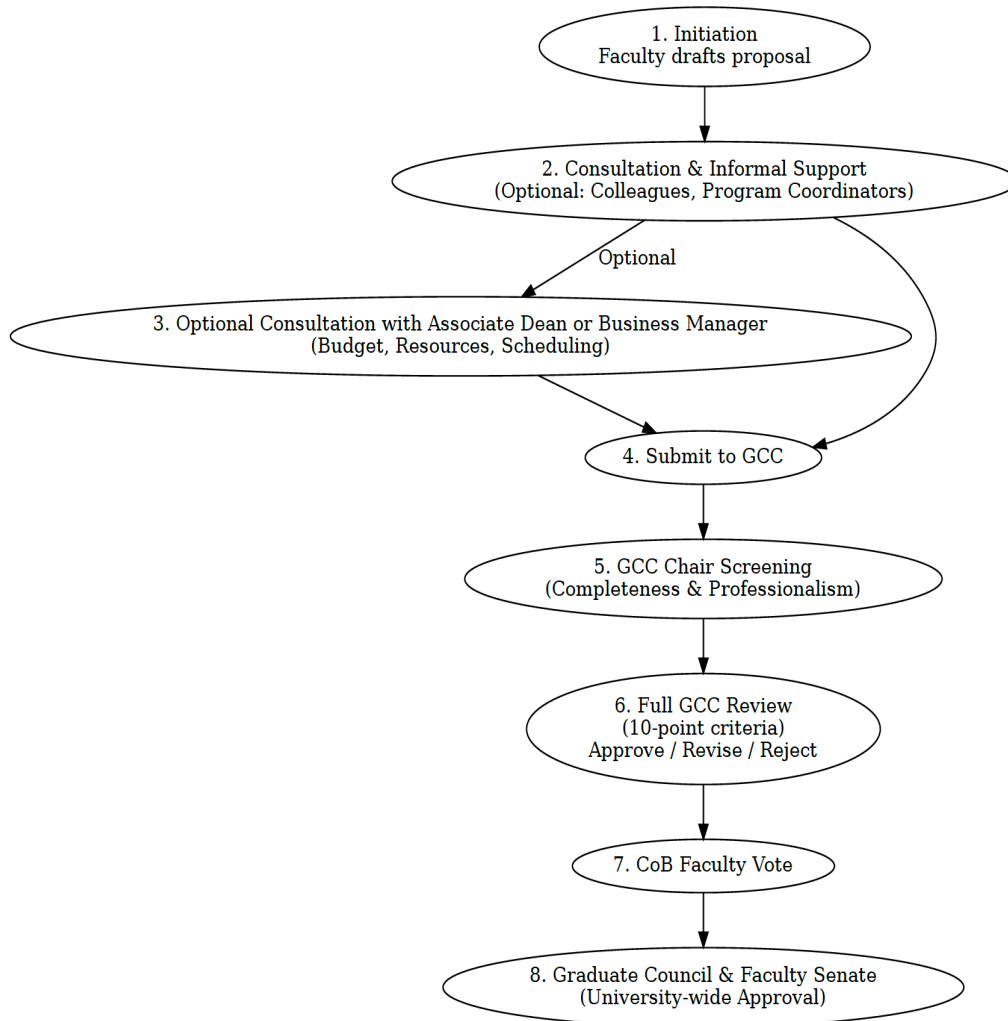 1. Initiation
Faculty drafts proposal
2. Consultation & Informal Support
(Optional: Colleagues, Program Coordinators)
Optional
3. Optional Consultation with Associate Dean or Business Manager
(Budget, Resources, Scheduling)
4. Submit to GCC
5. GCC Chair Screening
(Completeness & Professionalism)
6. Full GCC Review
(10-point criteria)
Approve / Revise / Reject
7. CoB Faculty Vote
8. Graduate Council & Faculty Senate
(University-wide Approval)